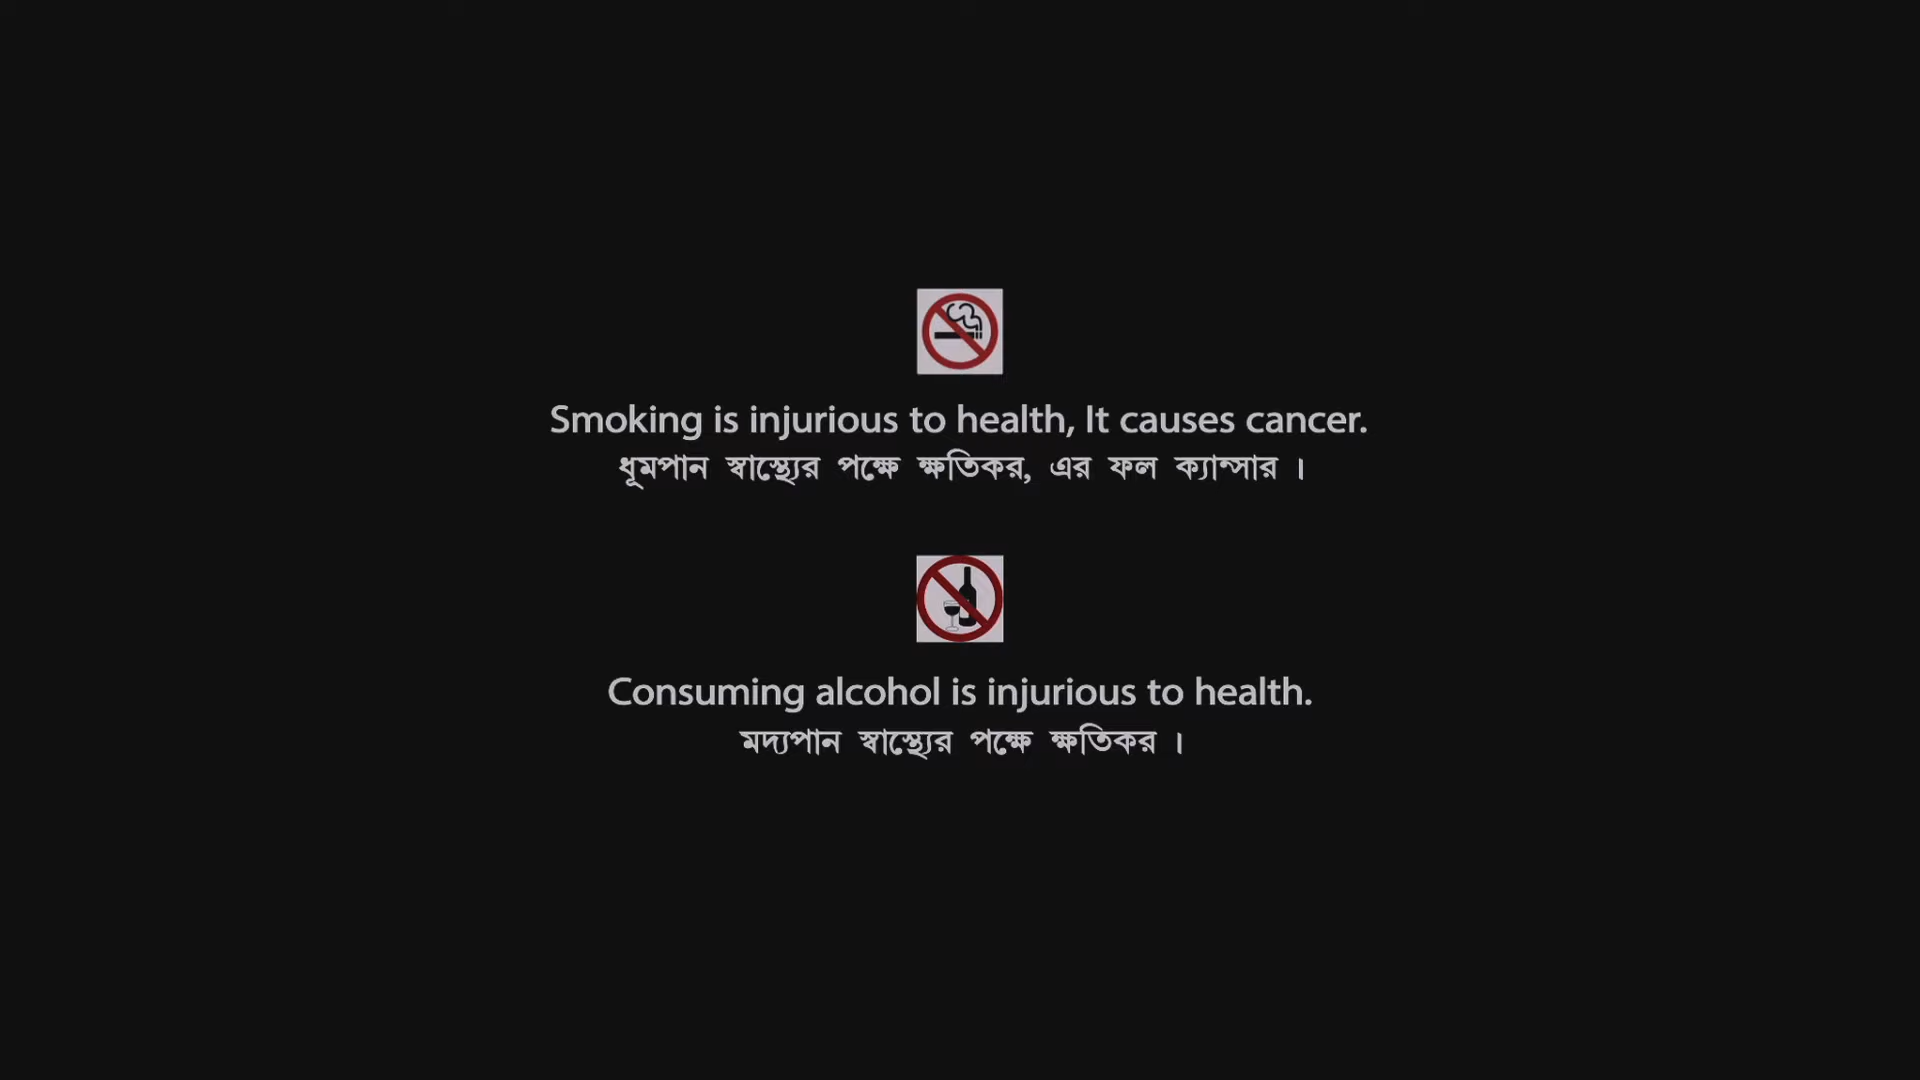 Smoking is injurious to health, It causes cancer.
ধূমপান স্বাস্থ্যের পক্ষে ক্ষতিকর, এর ফল ক্যান্সার ।
Consuming alcohol is injurious to health.
মদ্যপান স্বাস্থ্যের পক্ষে ক্ষতিকর ।